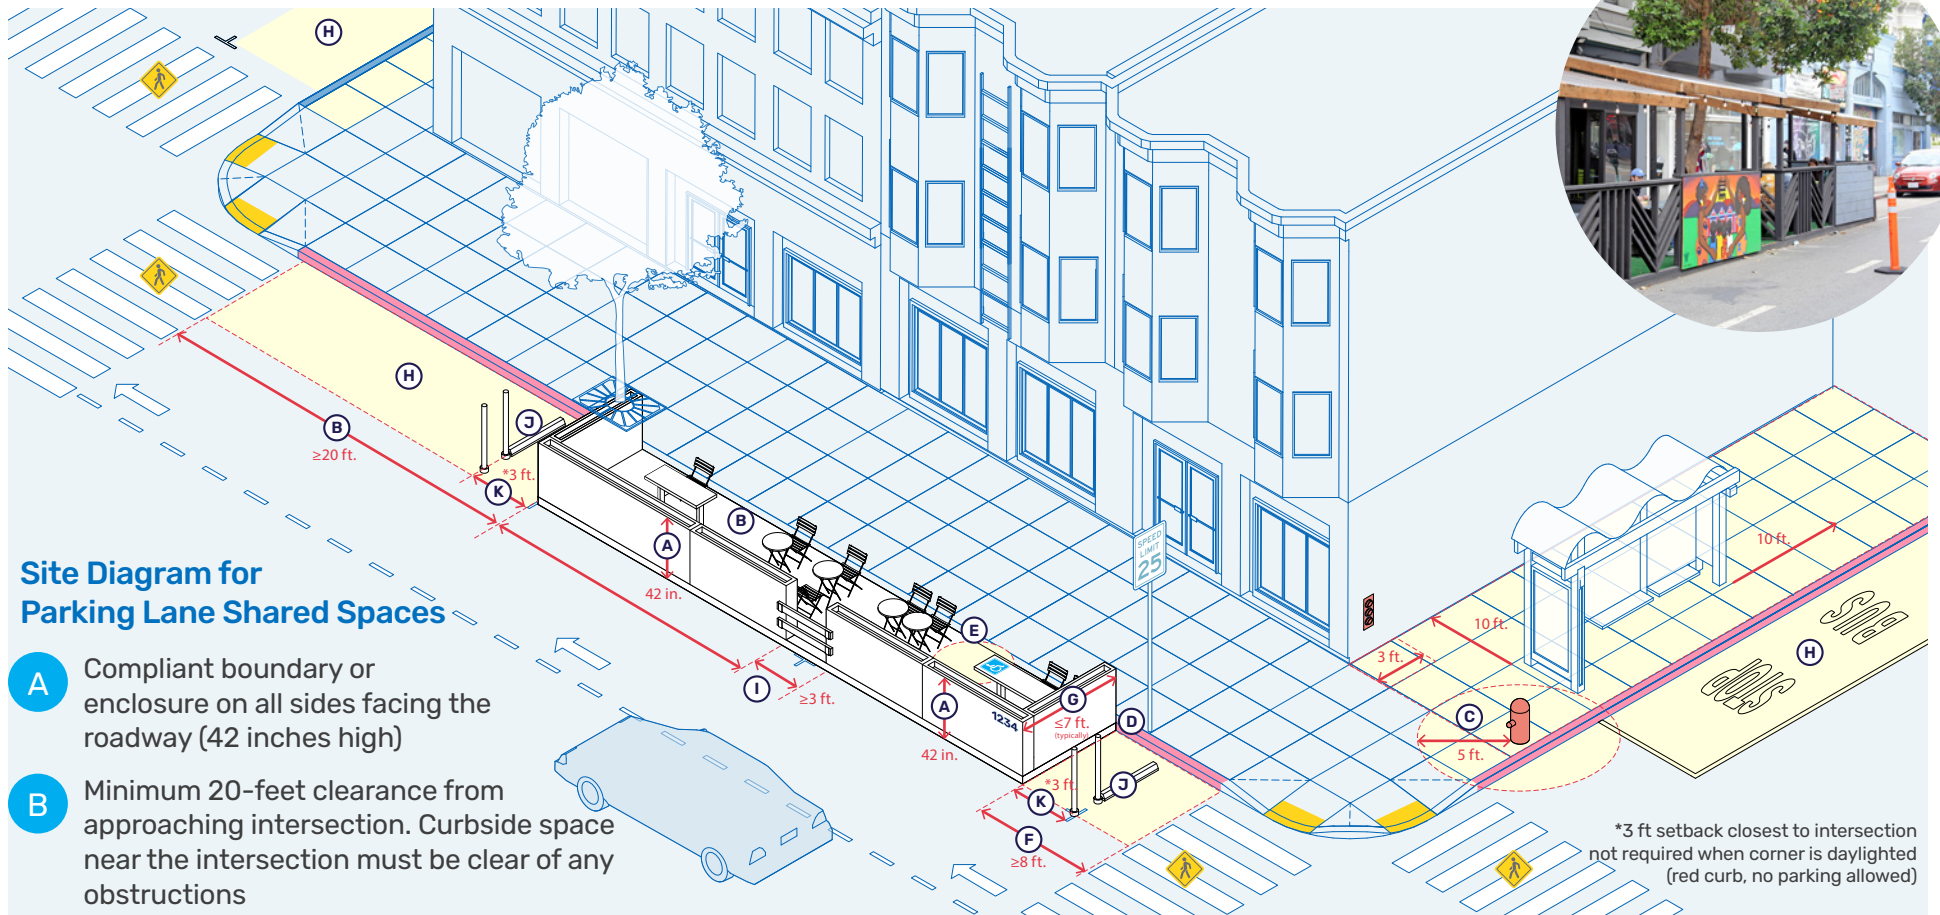 H
H
B
≥20 ft.
J
*3 ft.
K
B
A
42 in.
SPEED
LIMIT
25
10 ft.
BUS
STOP
H
10 ft.
3 ft.
C
5 ft.
E
I
≥3 ft.
A
42 in.
1234
G
≤7 ft.
(typically)
D
*3 ft.
J
K
F
≥8 ft.
Site Diagram for
Parking Lane Shared Spaces
A
Compliant boundary or
enclosure on all sides facing the
roadway (42 inches high)
B
Minimum 20-feet clearance from
approaching intersection. Curbside space
near the intersection must be clear of any
obstructions
*3 ft setback closest to intersection
not required when corner is daylighted
(red curb, no parking allowed)